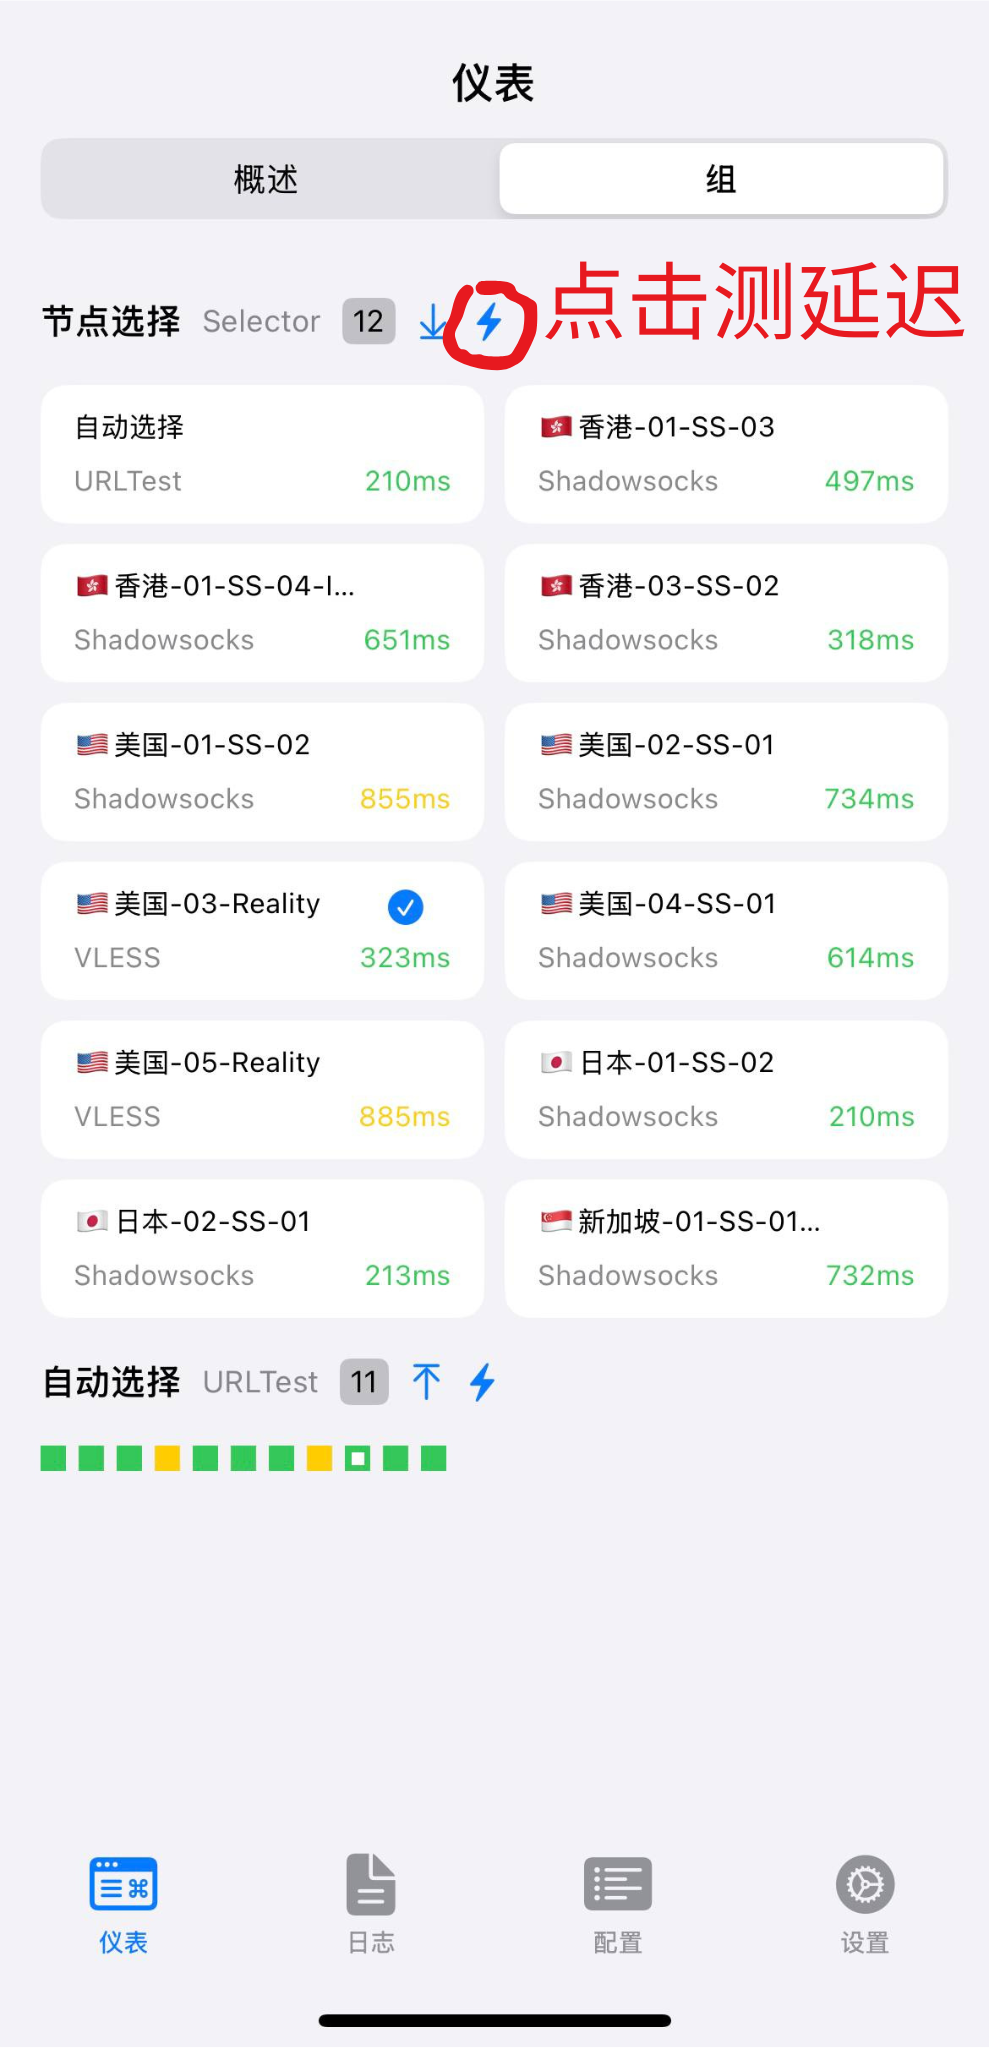 仪表
概述 组
节点选择 Selector 12 点击测延迟
自动选择
URLTest 210ms
香港-01-SS-03
Shadowsocks 497ms
香港-01-SS-04-I...
Shadowsocks 651ms
香港-03-SS-02
Shadowsocks 318ms
美国-01-SS-02
Shadowsocks 855ms
美国-02-SS-01
Shadowsocks 734ms
美国-03-Reality
VLESS 323ms
美国-04-SS-01
Shadowsocks 614ms
美国-05-Reality
VLESS 885ms
日本-01-SS-02
Shadowsocks 210ms
日本-02-SS-01
Shadowsocks 213ms
新加坡-01-SS-01...
Shadowsocks 732ms
自动选择 URLTest 11
仪表 日志 配置 设置